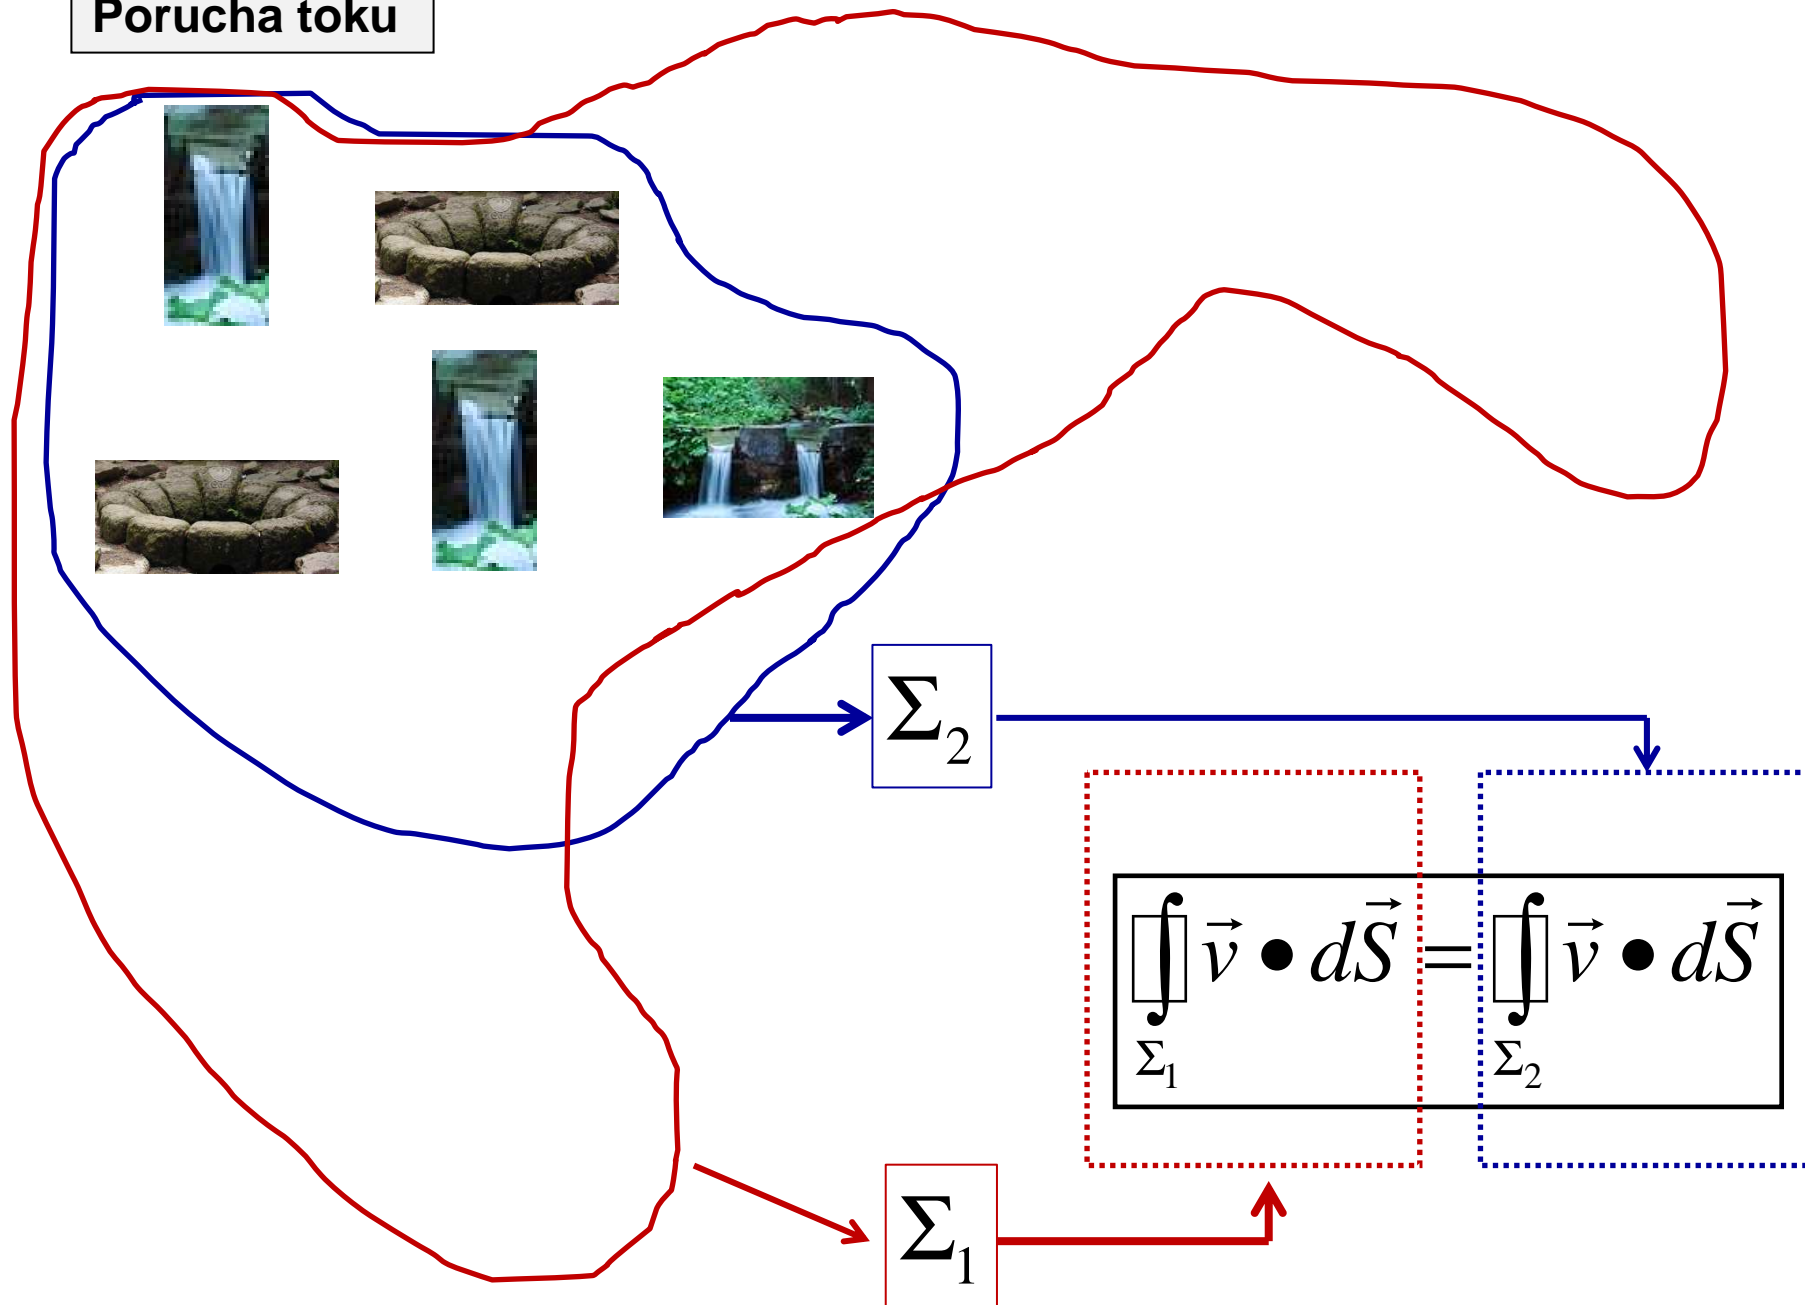 Porucha toku
Σ₂
∮ v⃗ • dS⃗ = ∮ v⃗ • dS⃗
Σ₁ Σ₂
Σ₁